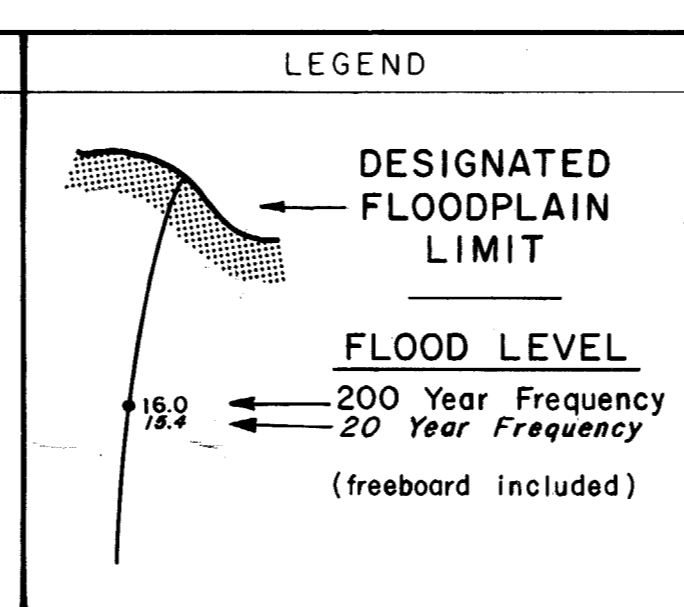 LEGEND
DESIGNATED
FLOODPLAIN
LIMIT
FLOOD LEVEL
16.0
15.4
200 Year Frequency
20 Year Frequency
(freeboard included)